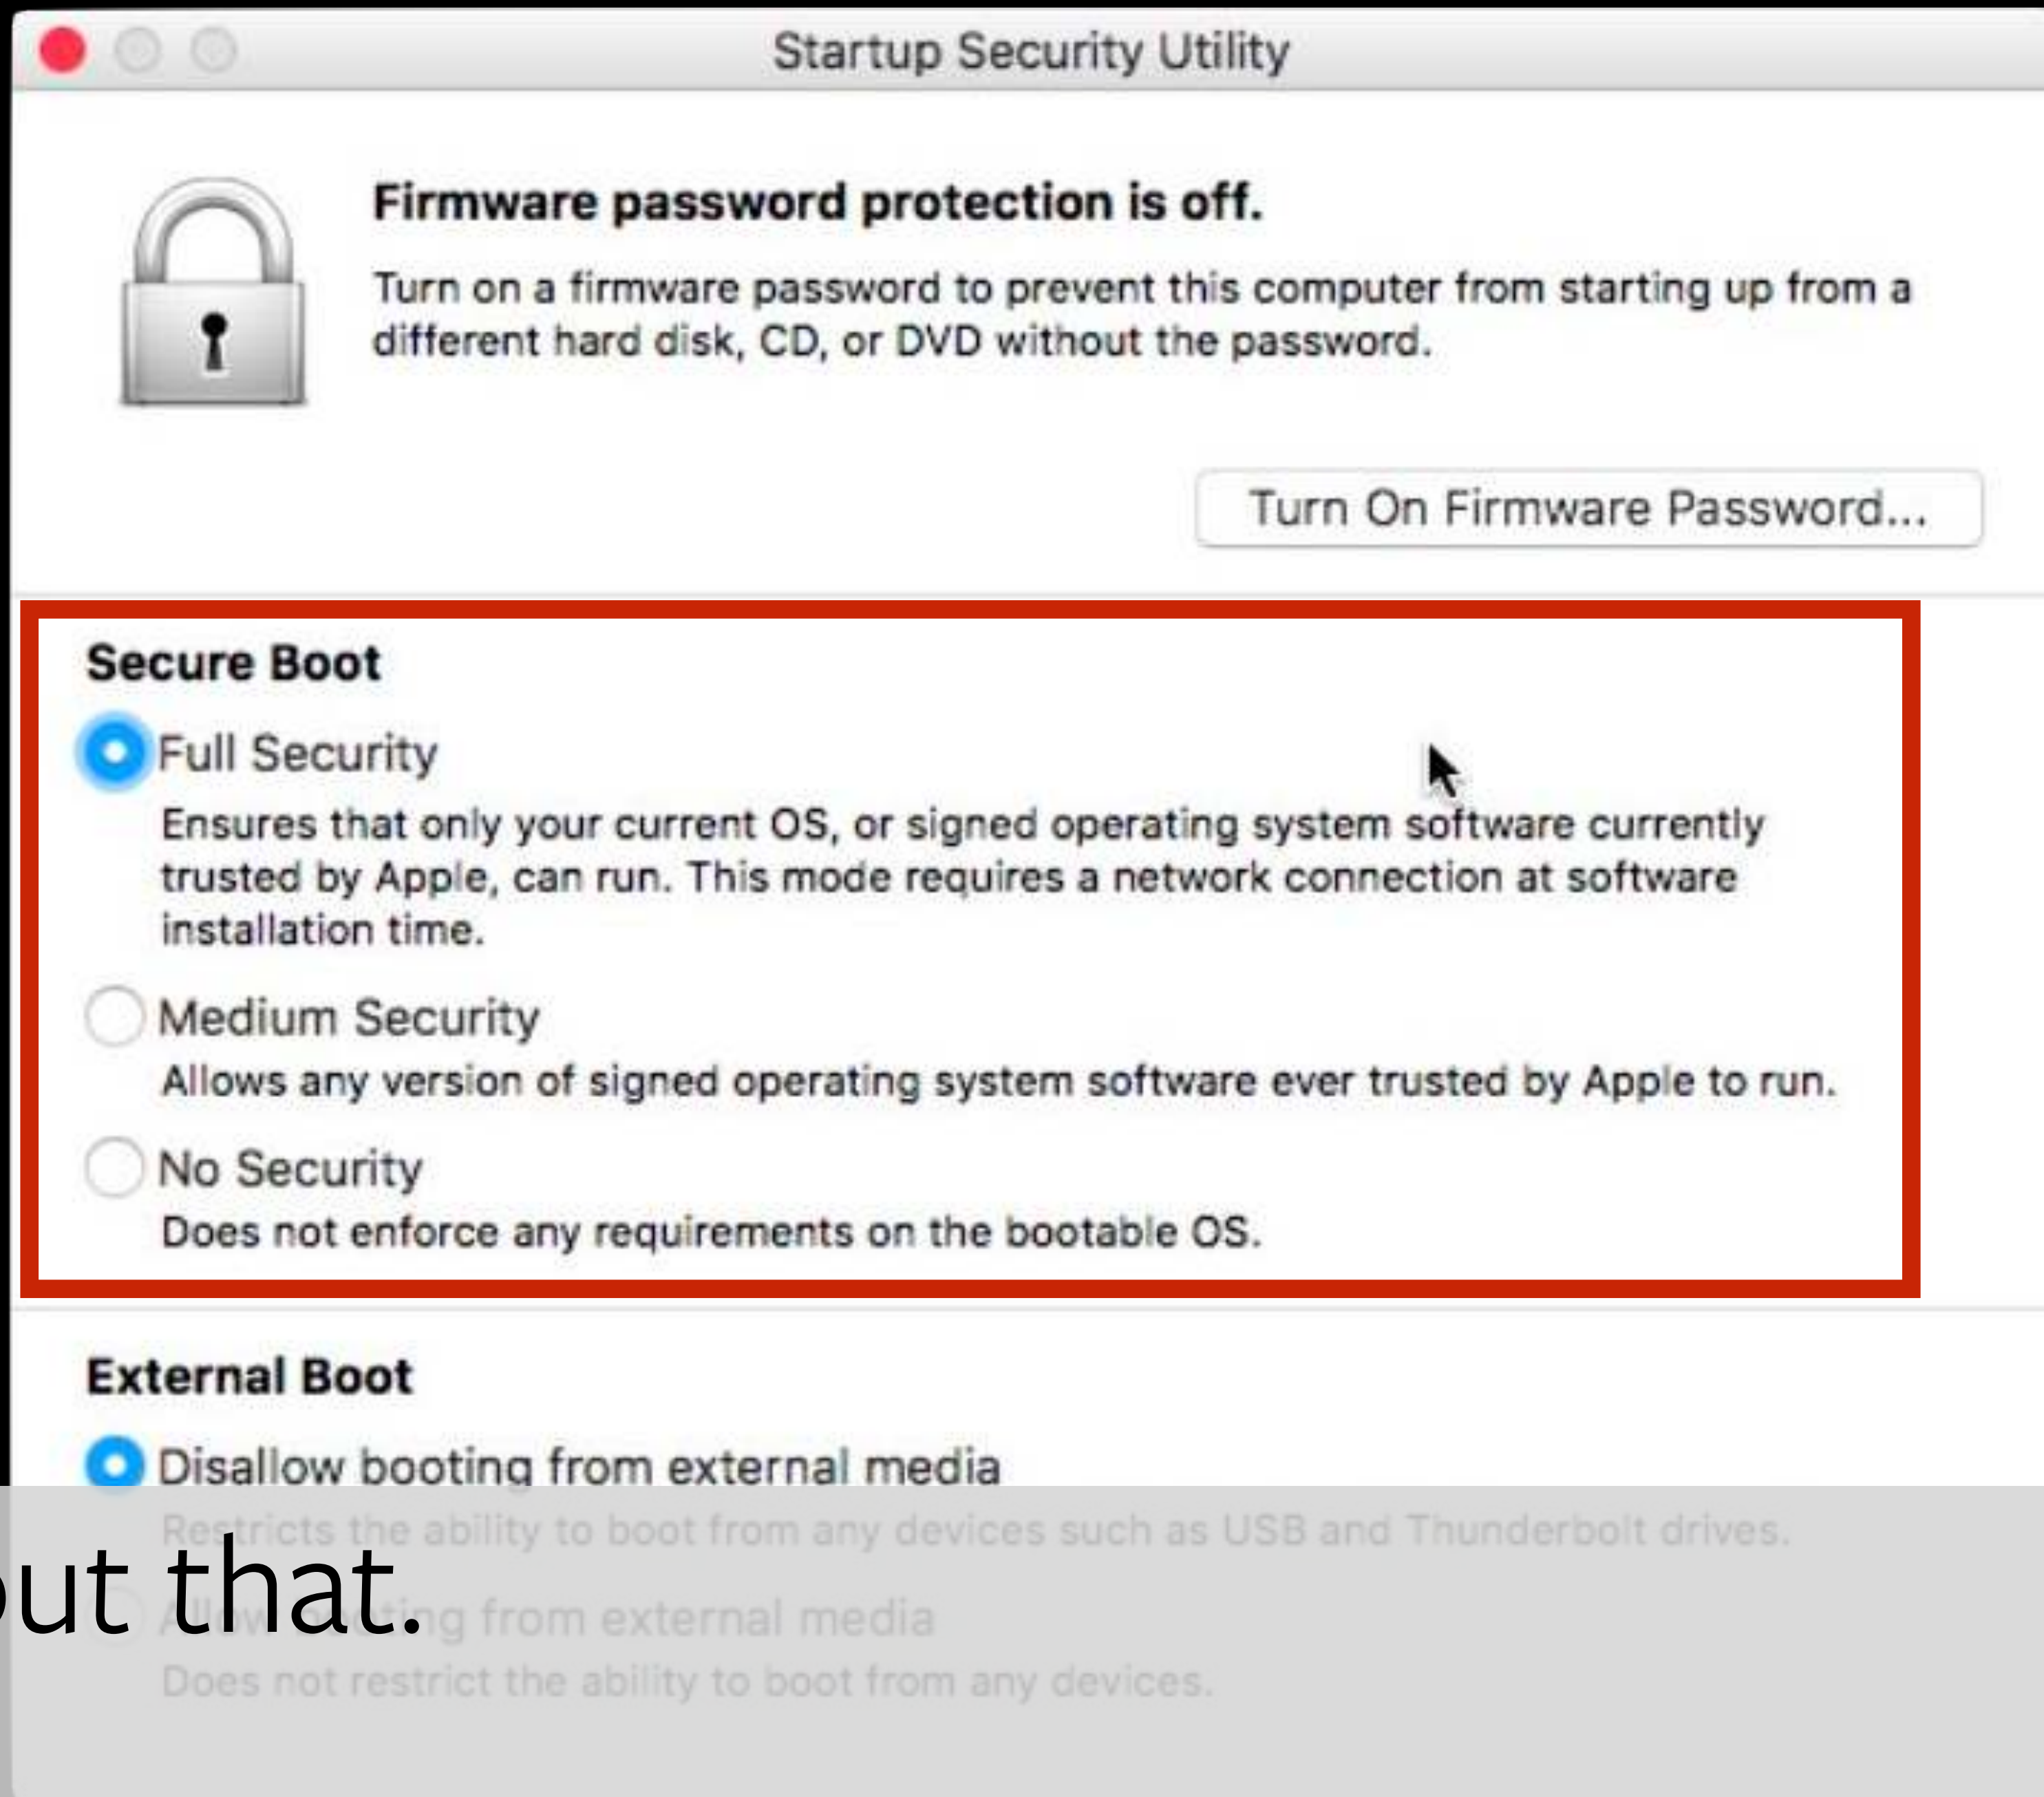 Startup Security Utility
Firmware password protection is off.
Turn on a firmware password to prevent this computer from starting up from a
different hard disk, CD, or DVD without the password.
Turn On Firmware Password...
Secure Boot
Full Security
Ensures that only your current OS, or signed operating system software currently
trusted by Apple, can run. This mode requires a network connection at software
installation time.
Medium Security
Allows any version of signed operating system software ever trusted by Apple to run.
No Security
Does not enforce any requirements on the bootable OS.
External Boot
Disallow booting from external media
Restricts the ability to boot from any devices such as USB and Thunderbolt drives.
that.
Allow booting from external media
Does not restrict the ability to boot from any devices.